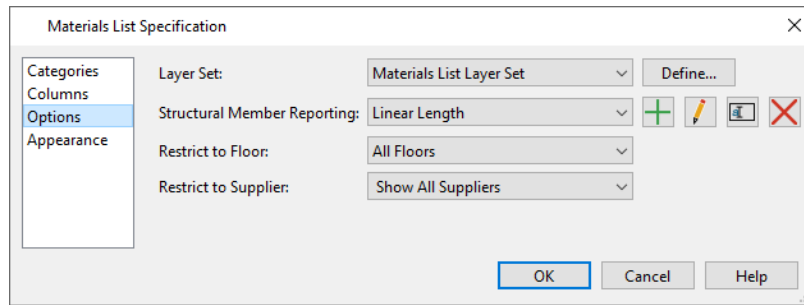 Materials List Specification
Categories
Columns
Options
Appearance
Layer Set: Materials List Layer Set Define...
Structural Member Reporting: Linear Length
Restrict to Floor: All Floors
Restrict to Supplier: Show All Suppliers
OK Cancel Help